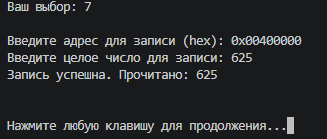 Ваш выбор: 7
Введите адрес для записи (hex): 0x00400000
Введите целое число для записи: 625
Запись успешна. Прочитано: 625
Нажмите любую клавишу для продолжения...